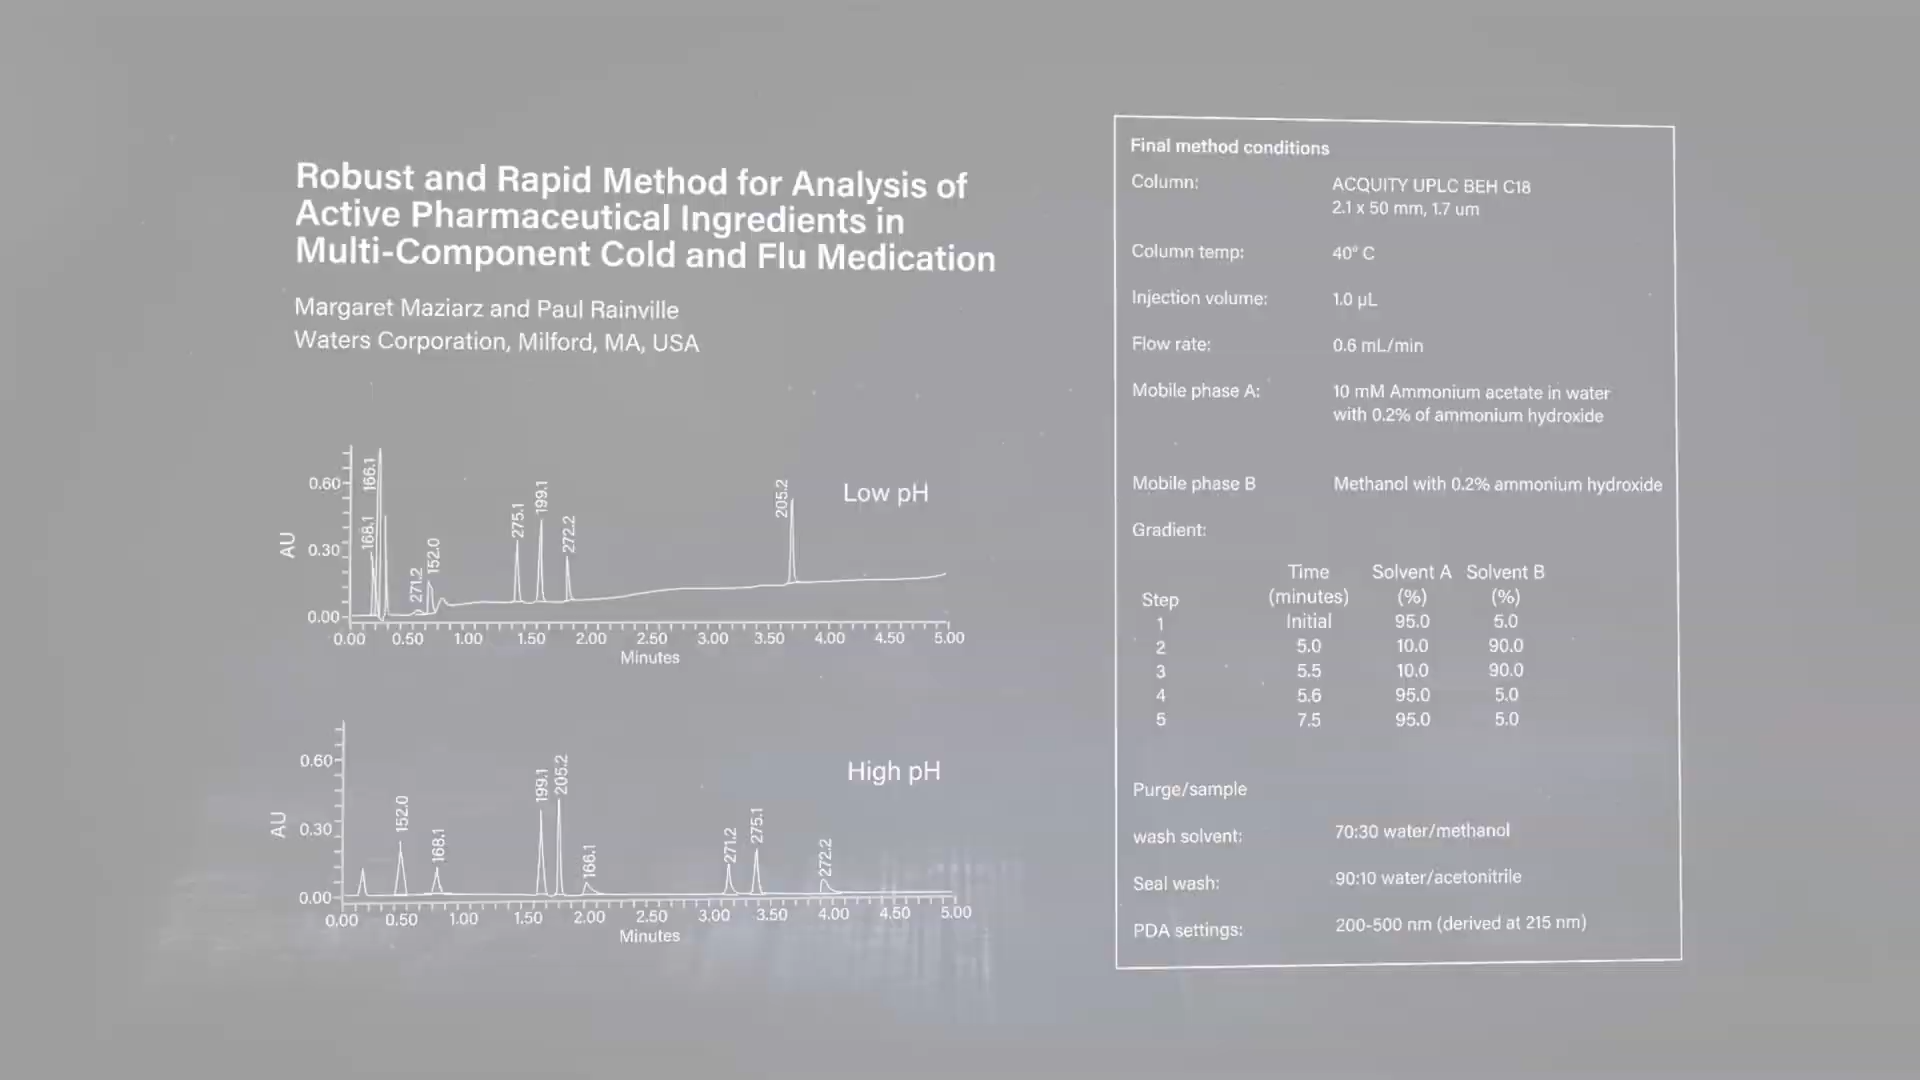 Robust and Rapid Method for Analysis of
Active Pharmaceutical Ingredients in
Multi-Component Cold and Flu Medication
Margaret Maziarz and Paul Rainville
Waters Corporation, Milford, MA, USA
Low pH
AU
0.60
0.30
0.00
168.1
166.1
271.2
152.0
275.1
199.1
272.2
205.2
0.00 0.50 1.00 1.50 2.00 2.50 3.00 3.50 4.00 4.50 5.00
Minutes
High pH
AU
0.60
0.30
0.00
152.0
168.1
199.1
205.2
166.1
271.2
275.1
272.2
0.00 0.50 1.00 1.50 2.00 2.50 3.00 3.50 4.00 4.50 5.00
Minutes
Final method conditions
Column: ACQUITY UPLC BEH C18
2.1 x 50 mm, 1.7 um
Column temp: 40° C
Injection volume: 1.0 µL
Flow rate: 0.6 mL/min
Mobile phase A: 10 mM Ammonium acetate in water
with 0.2% of ammonium hydroxide
Mobile phase B Methanol with 0.2% ammonium hydroxide
Gradient:
Time Solvent A Solvent B
Step (minutes) (%) (%)
1 Initial 95.0 5.0
2 5.0 10.0 90.0
3 5.5 10.0 90.0
4 5.6 95.0 5.0
5 7.5 95.0 5.0
Purge/sample
wash solvent: 70:30 water/methanol
Seal wash: 90:10 water/acetonitrile
PDA settings: 200-500 nm (derived at 215 nm)